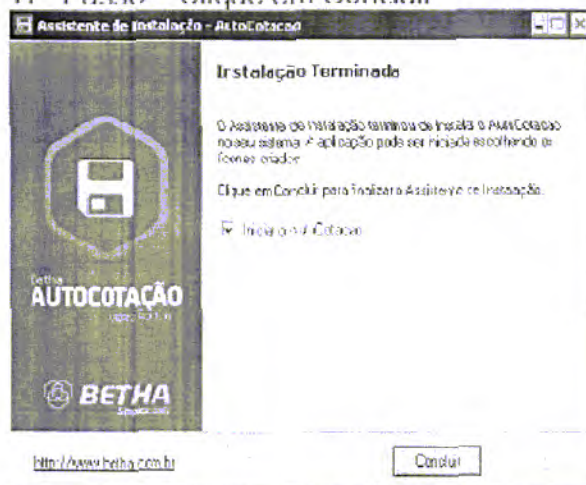 Assistente de Instalação - AutoCotacao
Instalação Terminada
O Assistente de Instalação terminou de instalar o AutoCotacao
no seu sistema. A aplicação pode ser iniciada escolhendo os
ícones criados.
Clique em Concluir para finalizar o Assistente de Instalação.
Iniciar o AutoCotacao
Betha
AUTOCOTAÇÃO
BETHA
http://www.betha.com.br
Concluir